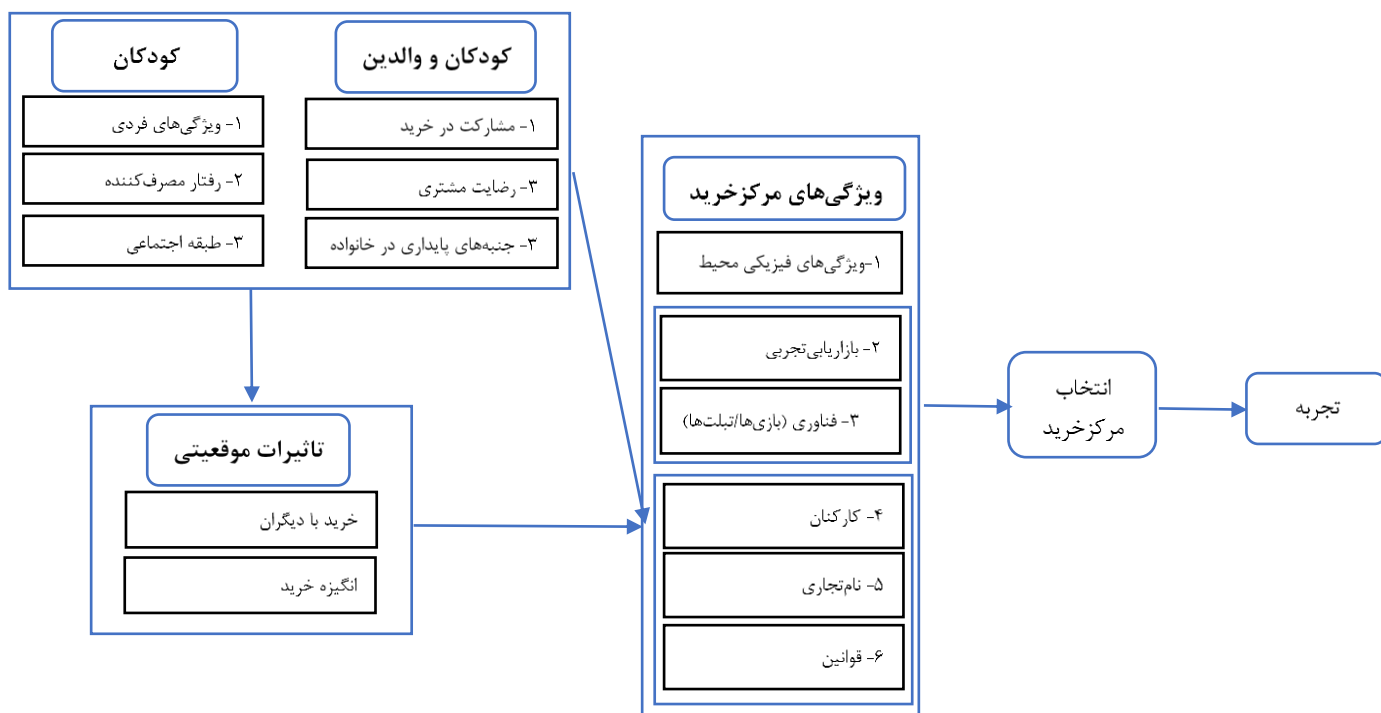 کودکان و والدین
۱- مشارکت در خرید
۳- رضایت مشتری
۳- جنبه‌های پایداری در خانواده
کودکان
۱- ویژگی‌های فردی
۲- رفتار مصرف‌کننده
۳- طبقه اجتماعی
تاثیرات موقعیتی
خرید با دیگران
انگیزه خرید
ویژگی‌های مرکزخرید
۱-ویژگی‌های فیزیکی محیط
۲- بازاریابی‌تجربی
۳- فناوری (بازی‌ها/تبلت‌ها)
۴- کارکنان
۵- نام‌تجاری
۶- قوانین
انتخاب
مرکزخرید
تجربه